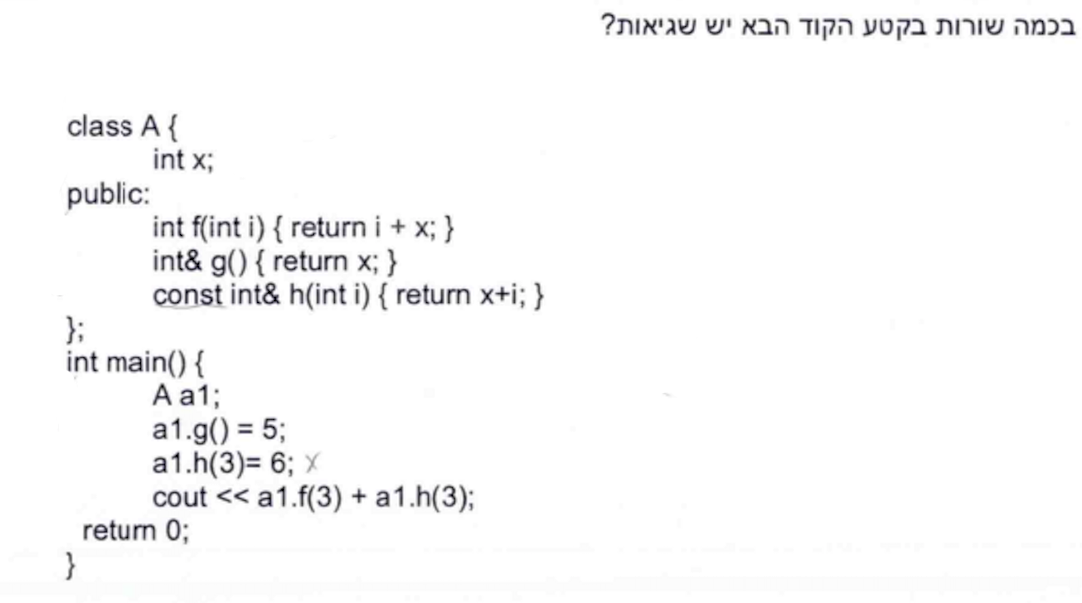 בכמה שורות בקטע הקוד הבא יש שגיאות?
class A {
int x;
public:
int f(int i) { return i + x; }
int& g() { return x; }
const int& h(int i) { return x+i; }
};
int main() {
A a1;
a1.g() = 5;
a1.h(3)= 6; X
cout << a1.f(3) + a1.h(3);
return 0;
}